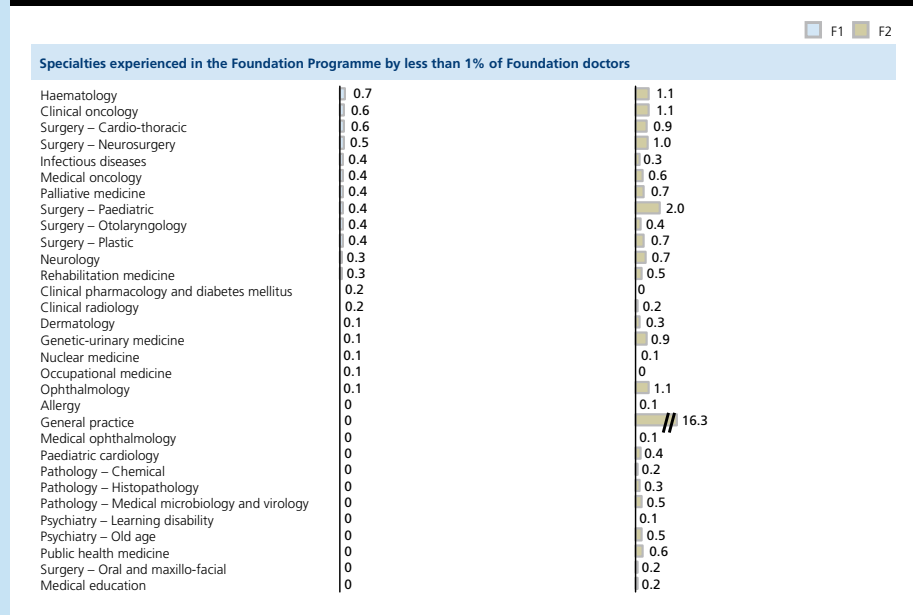 F1 F2
Specialties experienced in the Foundation Programme by less than 1% of Foundation doctors
Haematology 0.7 1.1
Clinical oncology 0.6 1.1
Surgery – Cardio-thoracic 0.6 0.9
Surgery – Neurosurgery 0.5 1.0
Infectious diseases 0.4 0.3
Medical oncology 0.4 0.6
Palliative medicine 0.4 0.7
Surgery – Paediatric 0.4 2.0
Surgery – Otolaryngology 0.4 0.4
Surgery – Plastic 0.4 0.7
Neurology 0.3 0.7
Rehabilitation medicine 0.3 0.5
Clinical pharmacology and diabetes mellitus 0.2 0
Clinical radiology 0.2 0.2
Dermatology 0.1 0.3
Genetic-urinary medicine 0.1 0.9
Nuclear medicine 0.1 0.1
Occupational medicine 0.1 0
Ophthalmology 0.1 1.1
Allergy 0 0.1
General practice 0 16.3
Medical ophthalmology 0 0.1
Paediatric cardiology 0 0.4
Pathology – Chemical 0 0.2
Pathology – Histopathology 0 0.3
Pathology – Medical microbiology and virology 0 0.5
Psychiatry – Learning disability 0 0.1
Psychiatry – Old age 0 0.5
Public health medicine 0 0.6
Surgery – Oral and maxillo-facial 0 0.2
Medical education 0 0.2